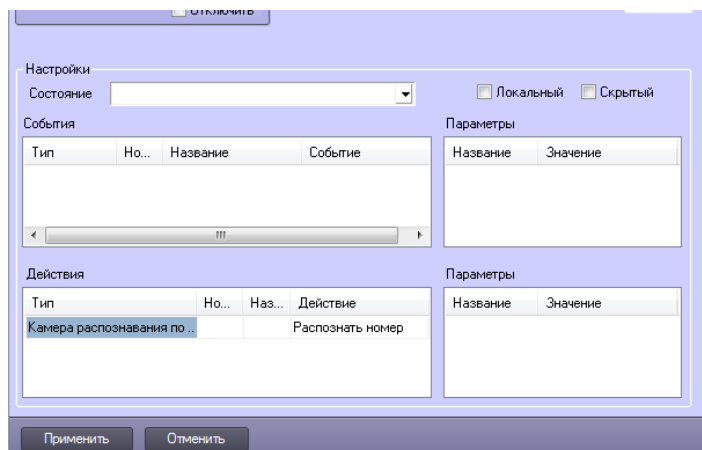 Отключить
Настройки
Состояние
Локальный Скрытый
События Параметры
Тип Но... Название Событие Название Значение
Действия Параметры
Тип Но... Наз... Действие Название Значение
Камера распознавания по .. Распознать номер
Применить Отменить